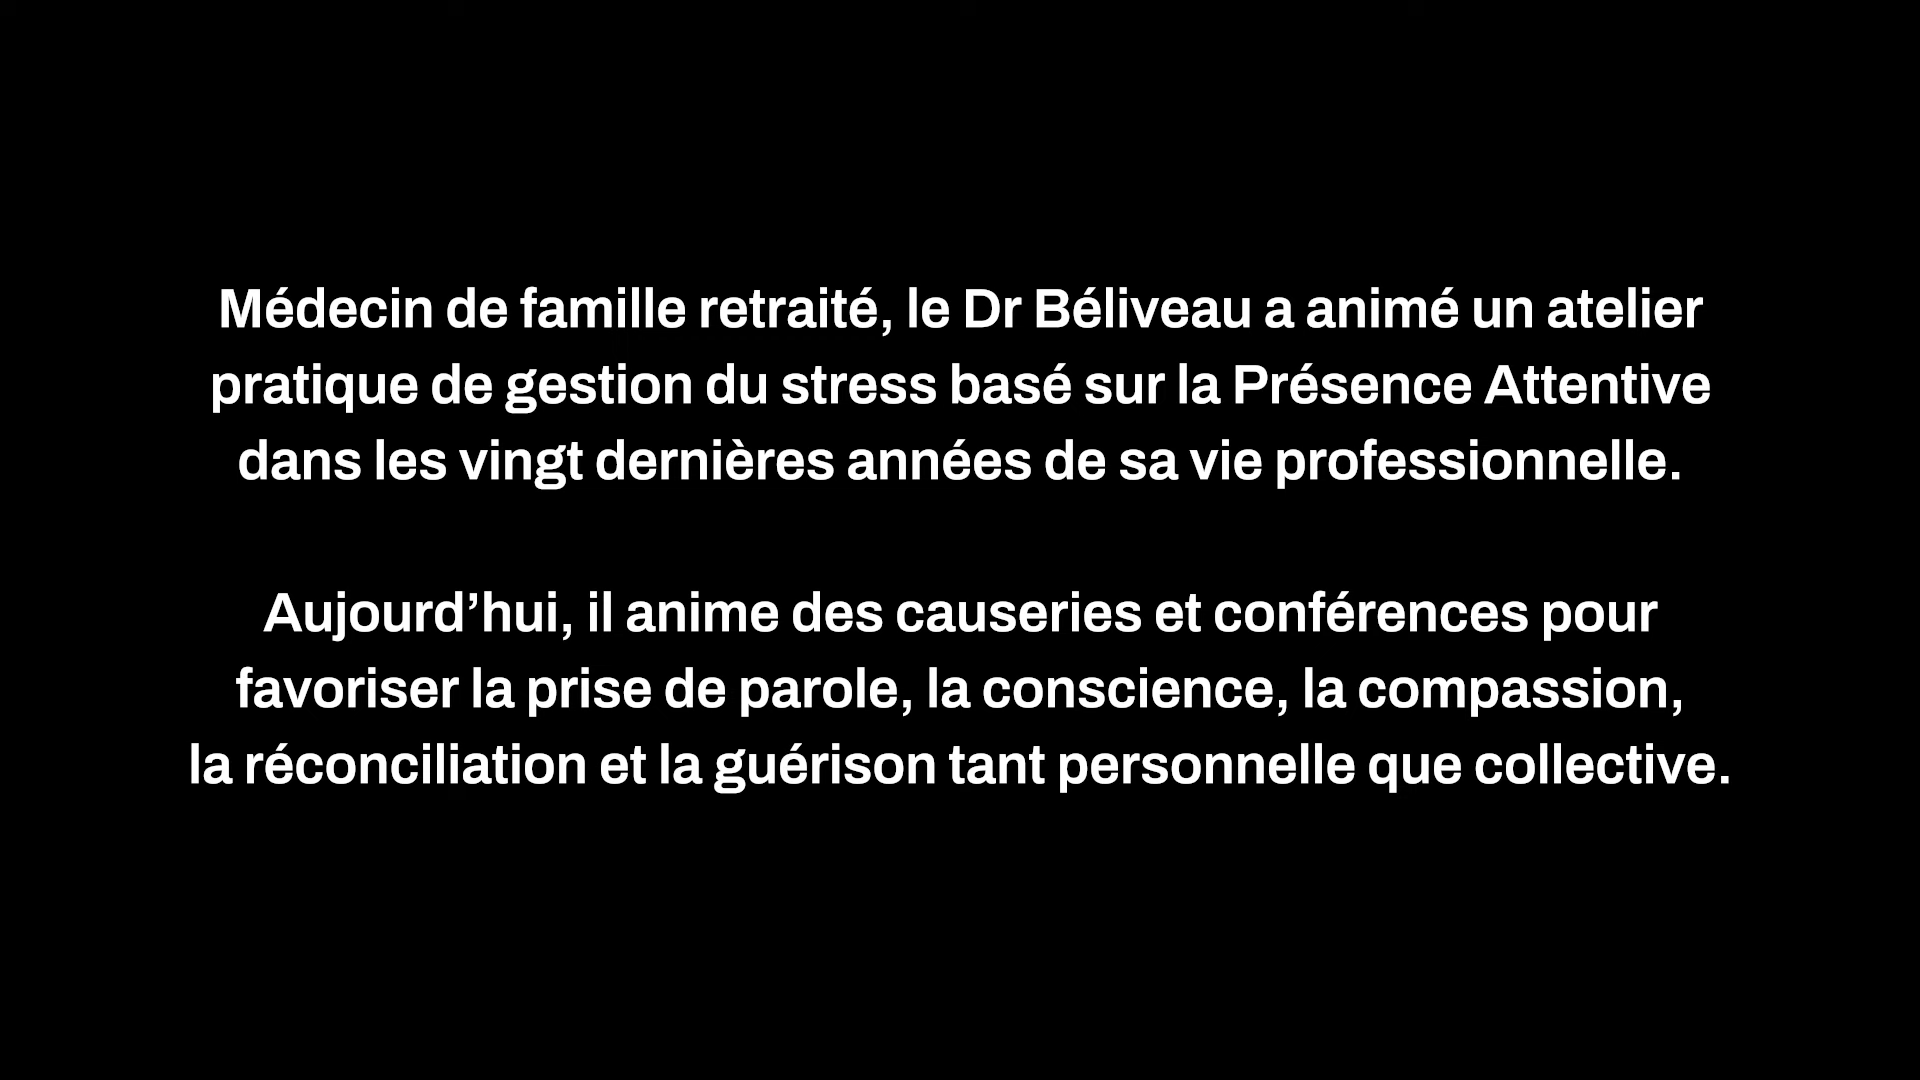 Médecin de famille retraité, le Dr Béliveau a animé un atelier
pratique de gestion du stress basé sur la Présence Attentive
dans les vingt dernières années de sa vie professionnelle.
Aujourd’hui, il anime des causeries et conférences pour
favoriser la prise de parole, la conscience, la compassion,
la réconciliation et la guérison tant personnelle que collective.